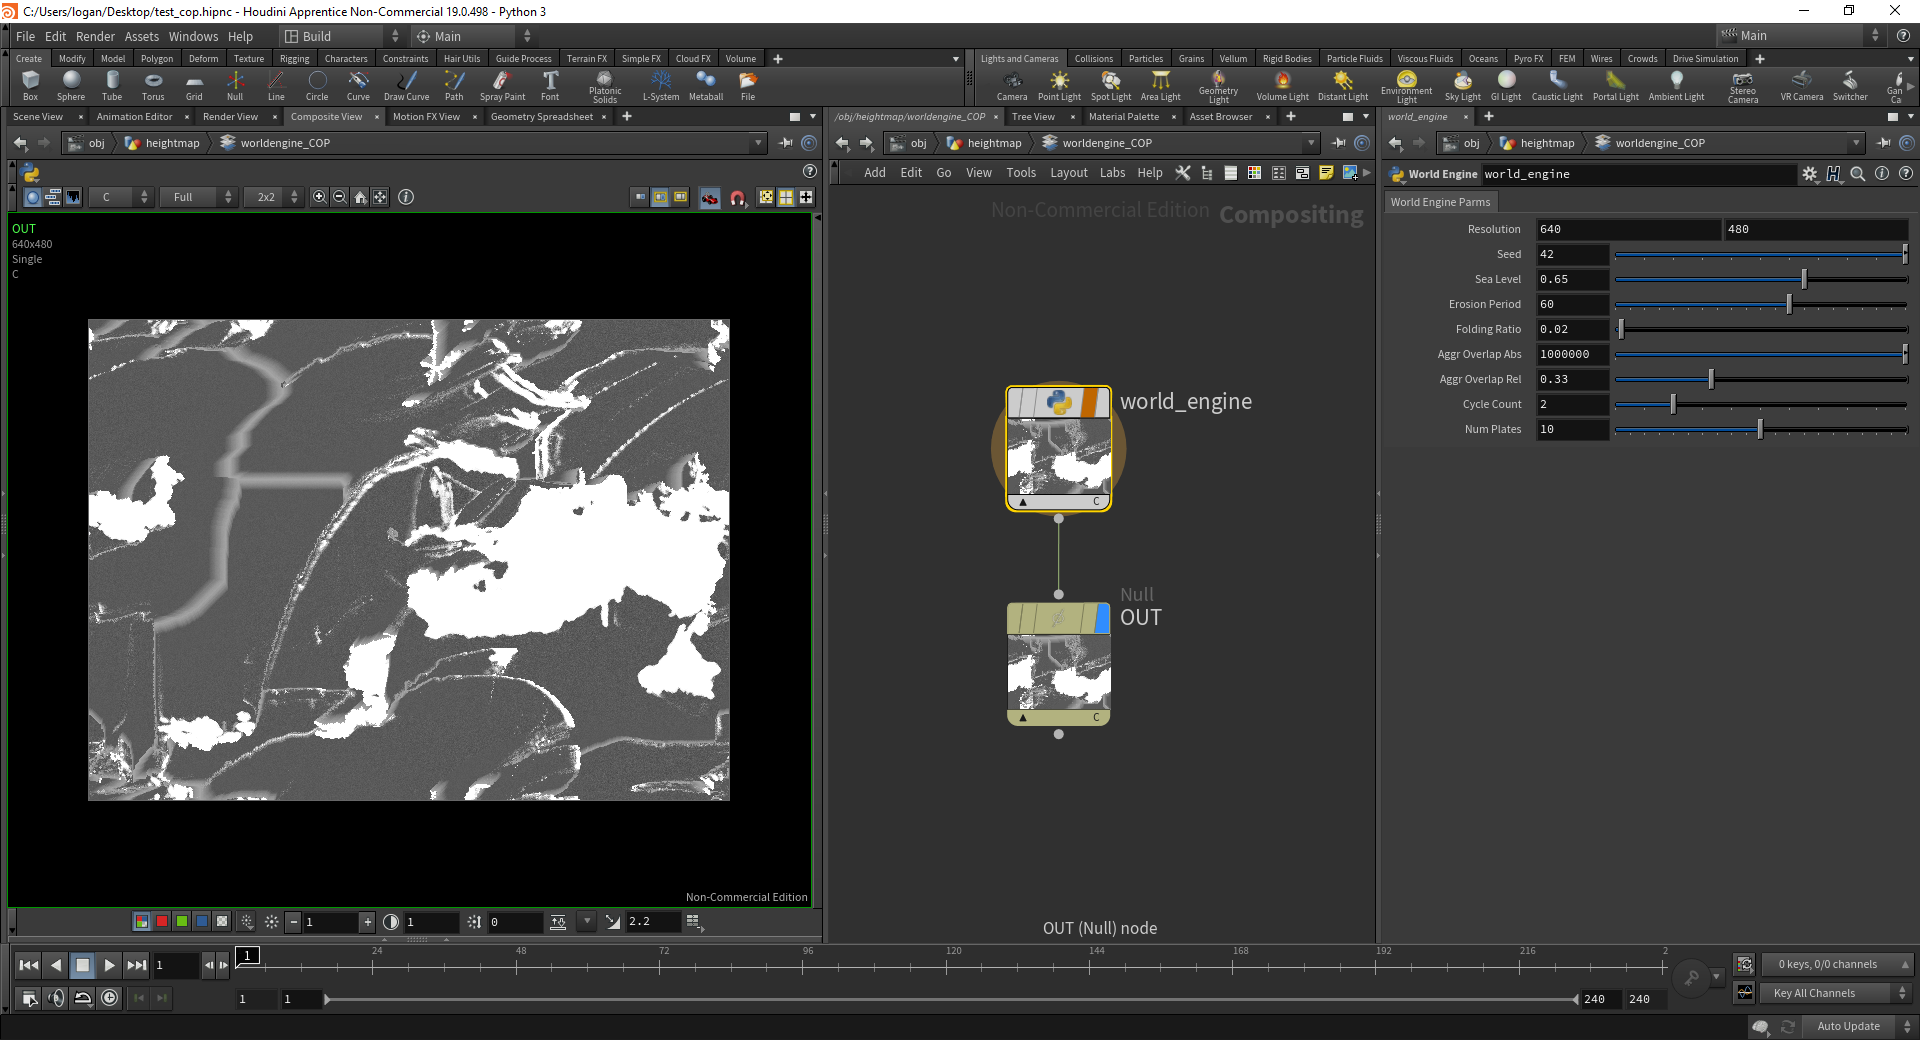 C:/Users/logan/Desktop/test_cop.hipnc - Houdini Apprentice Non-Commercial 19.0.498 - Python 3
File Edit Render Assets Windows Help Build Main Main
Create Modify Model Polygon Deform Texture Rigging Characters Constraints Hair Utils Guide Process Terrain FX Simple FX Cloud FX Volume
Lights and Cameras Collisions Particles Grains Vellum Rigid Bodies Particle Fluids Viscous Fluids Oceans Pyro FX FEM Wires Crowds Drive Simulation
Box Sphere Tube Torus Grid Null Line Circle Curve Draw Curve Path Spray Paint Font Platonic Solids L-System Metaball File
Camera Point Light Spot Light Area Light Geometry Light Volume Light Distant Light Environment Light Sky Light GI Light Caustic Light Portal Light Ambient Light Stereo Camera VR Camera Switcher Gan Ca
Scene View Animation Editor Render View Composite View Motion FX View Geometry Spreadsheet
/obj/heightmap/worldengine_COP Tree View Material Palette Asset Browser
world_engine
obj heightmap worldengine_COP
obj heightmap worldengine_COP
obj heightmap worldengine_COP
Add Edit Go View Tools Layout Labs Help
World Engine world_engine
C Full 2x2
World Engine Parms
Non-Commercial Edition Compositing
OUT
640x480
Single
C
Resolution 640 480
Seed 42
Sea Level 0.65
Erosion Period 60
Folding Ratio 0.02
Aggr Overlap Abs 1000000
Aggr Overlap Rel 0.33
Cycle Count 2
Num Plates 10
world_engine
C
Null
OUT
C
Non-Commercial Edition
OUT (Null) node
1 1 0 2.2
1 1 24 48 72 96 120 144 168 192 216 2
0 keys, 0/0 channels
1 1 240 240
Key All Channels
Auto Update